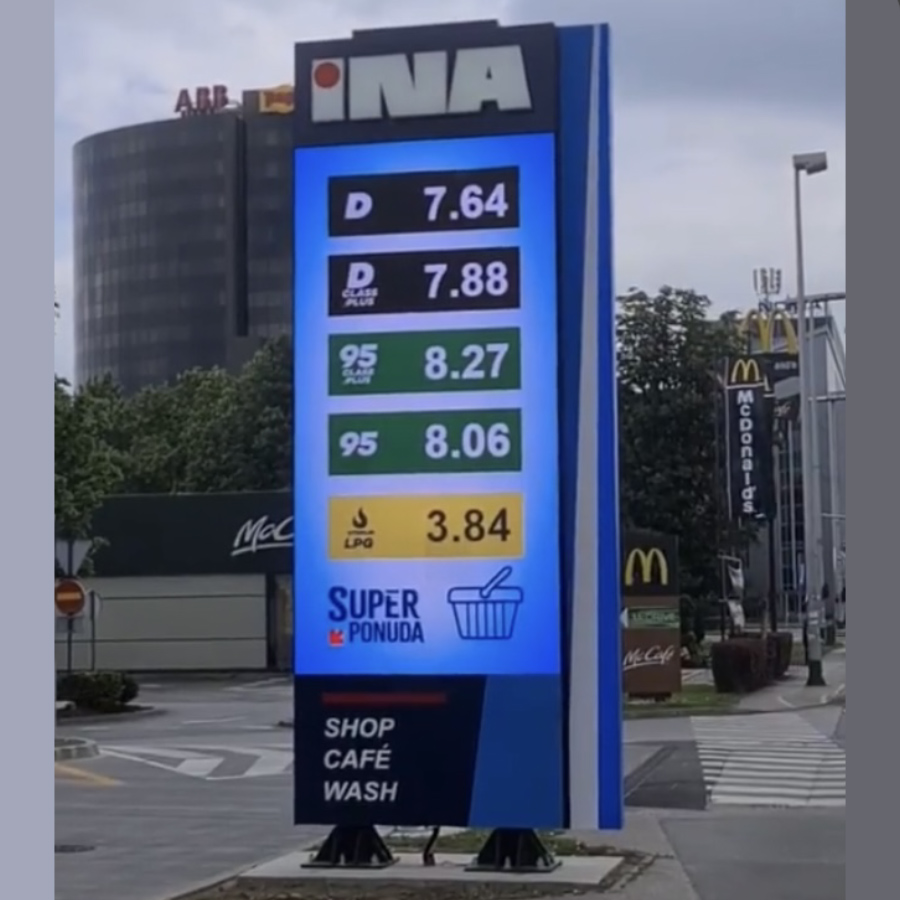 ABB
iNA
D 7.64
D CLASS PLUS 7.88
95 CLASS PLUS 8.27
95 8.06
LPG 3.84
SUPER
PONUDA
SHOP
CAFÉ
WASH
McC
McDonald's
McCafé